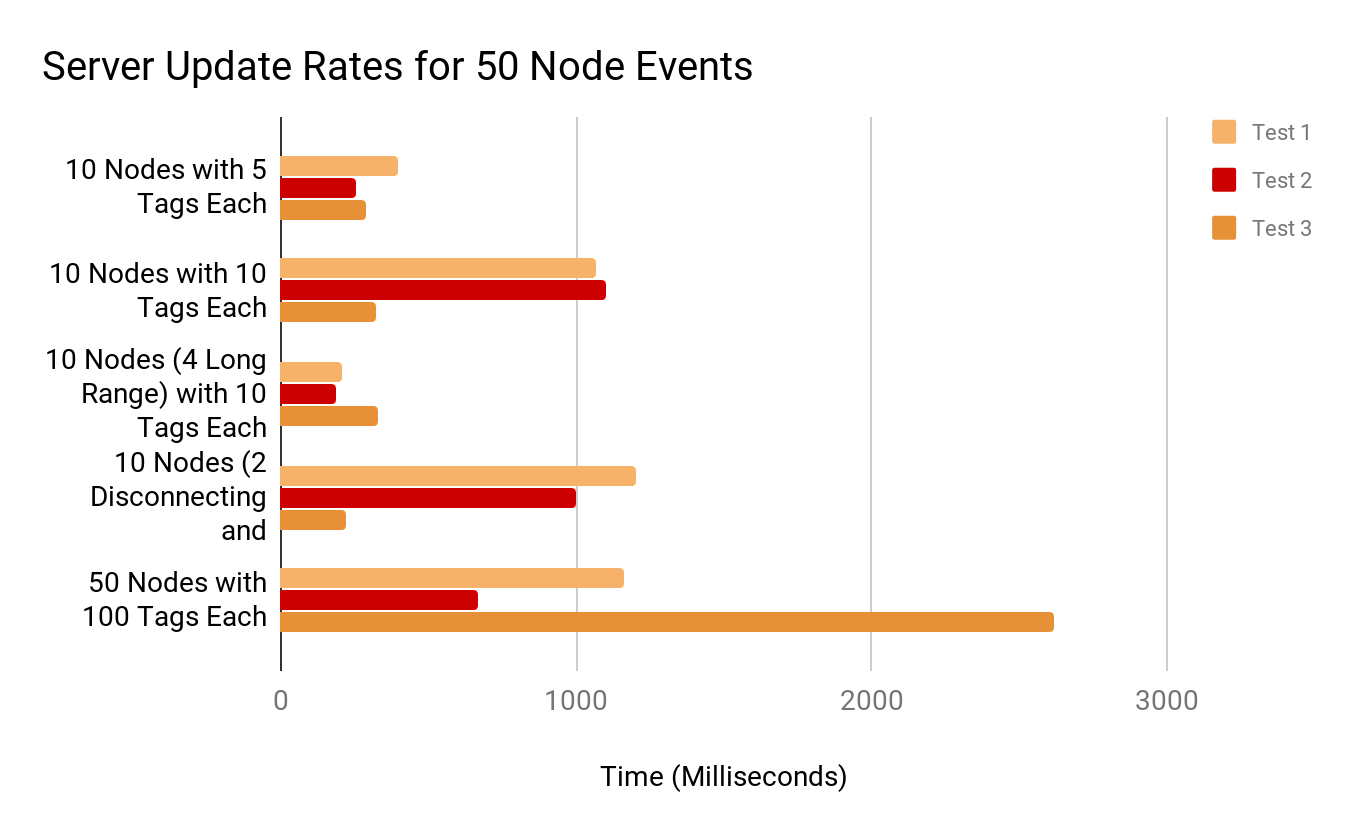 Server Update Rates for 50 Node Events
Test 1
Test 2
Test 3
10 Nodes with 5
Tags Each
10 Nodes with 10
Tags Each
10 Nodes (4 Long
Range) with 10
Tags Each
10 Nodes (2
Disconnecting
and
50 Nodes with
100 Tags Each
0
1000
2000
3000
Time (Milliseconds)